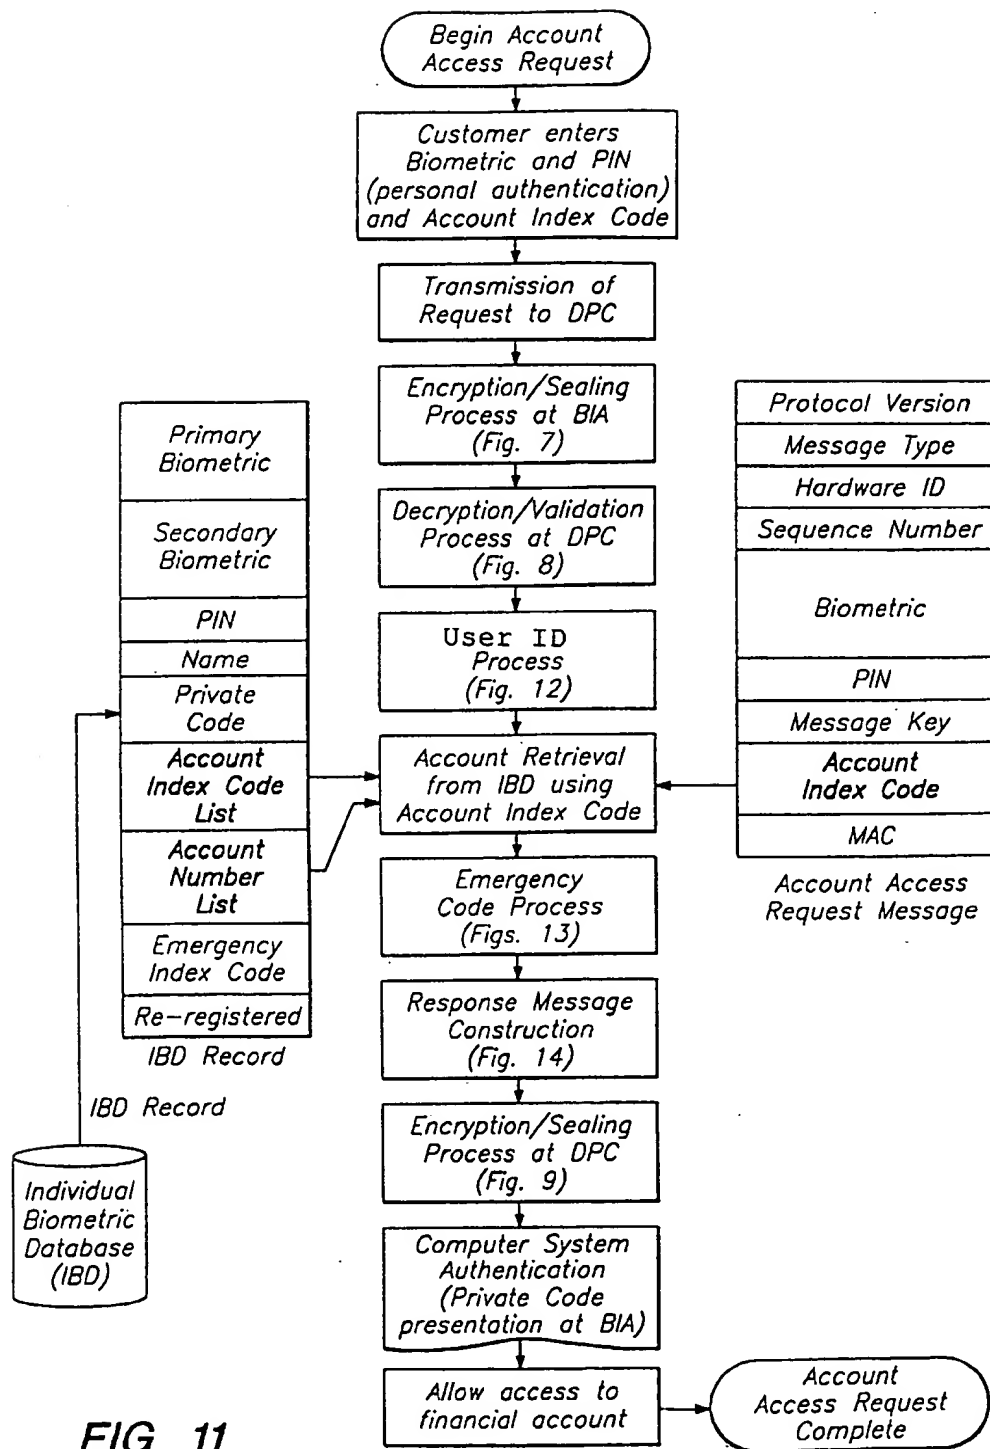 Begin Account
Access Request
Customer enters
Biometric and PIN
(personal authentication)
and Account Index Code
Transmission of
Request to DPC
Encryption/Sealing
Process at BIA
(Fig. 7)
Decryption/Validation
Process at DPC
(Fig. 8)
User ID
Process
(Fig. 12)
Account Retrieval
from IBD using
Account Index Code
Emergency
Code Process
(Figs. 13)
Response Message
Construction
(Fig. 14)
Encryption/Sealing
Process at DPC
(Fig. 9)
Computer System
Authentication
(Private Code
presentation at BIA)
Allow access to
financial account
Account
Access Request
Complete
Primary
Biometric
Secondary
Biometric
PIN
Name
Private
Code
Account
Index Code
List
Account
Number
List
Emergency
Index Code
Re-registered
IBD Record
IBD Record
Individual
Biometric
Database
(IBD)
Protocol Version
Message Type
Hardware ID
Sequence Number
Biometric
PIN
Message Key
Account
Index Code
MAC
Account Access
Request Message
FIG. 11